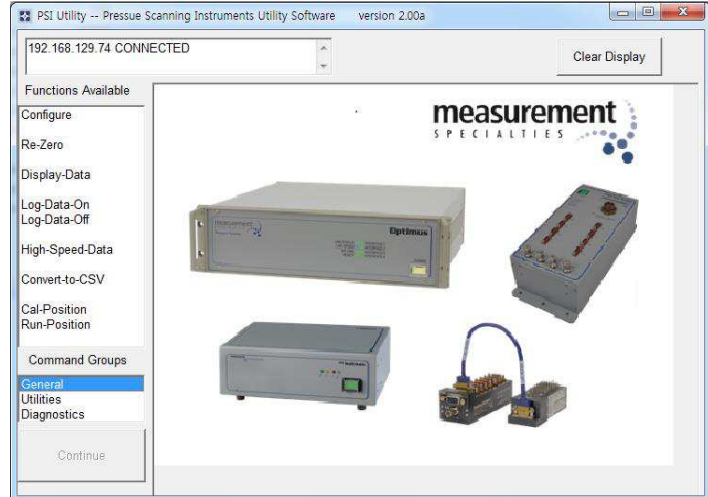 PSI Utility -- Pressue Scanning Instruments Utility Software version 2.00a
192.168.129.74 CONNECTED
Clear Display
Functions Available
Configure
Re-Zero
Display-Data
Log-Data-On
Log-Data-Off
High-Speed-Data
Convert-to-CSV
Cal-Position
Run-Position
Command Groups
General
Utilities
Diagnostics
Continue
measurement
SPECIALTIES
measurement
Optimus